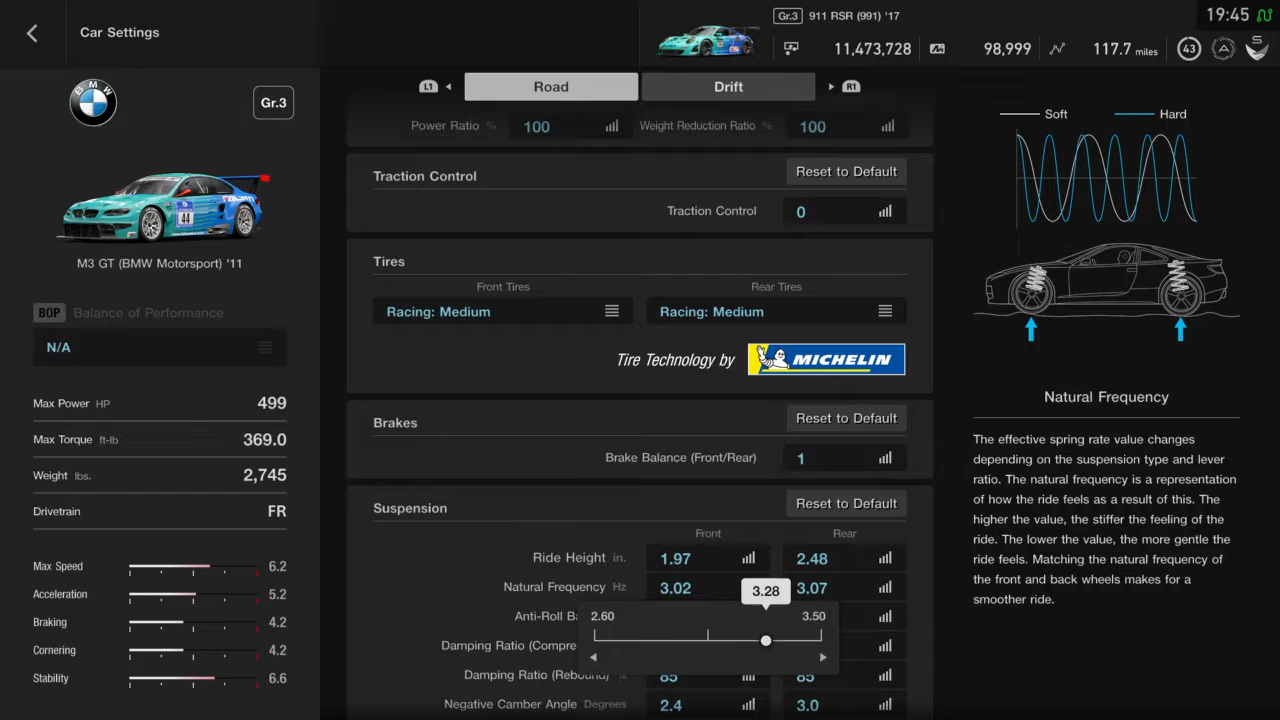 Car Settings
Gr.3 911 RSR (991) '17
11,473,728
98,999
117.7 miles
43
19:45
S
BMW
Gr.3
44
M3 GT (BMW Motorsport) '11
BOP Balance of Performance
N/A
Max Power HP 499
Max Torque ft-lb 369.0
Weight lbs. 2,745
Drivetrain FR
Max Speed 6.2
Acceleration 5.2
Braking 4.2
Cornering 4.2
Stability 6.6
L1 Road Drift R1
Power Ratio % 100 Weight Reduction Ratio % 100
Traction Control Reset to Default
Traction Control 0
Tires
Front Tires Rear Tires
Racing: Medium Racing: Medium
Tire Technology by MICHELIN
Brakes Reset to Default
Brake Balance (Front/Rear) 1
Suspension Reset to Default
Front Rear
Ride Height in. 1.97 2.48
Natural Frequency Hz 3.02 3.07
3.28
Anti-Roll Ba
2.60 3.50
Damping Ratio (Compre
Damping Ratio (Rebound) % 85 85
Negative Camber Angle Degrees 2.4 3.0
Soft Hard
Natural Frequency
The effective spring rate value changes
depending on the suspension type and lever
ratio. The natural frequency is a representation
of how the ride feels as a result of this. The
higher the value, the stiffer the feeling of the
ride. The lower the value, the more gentle the
ride feels. Matching the natural frequency of
the front and back wheels makes for a
smoother ride.